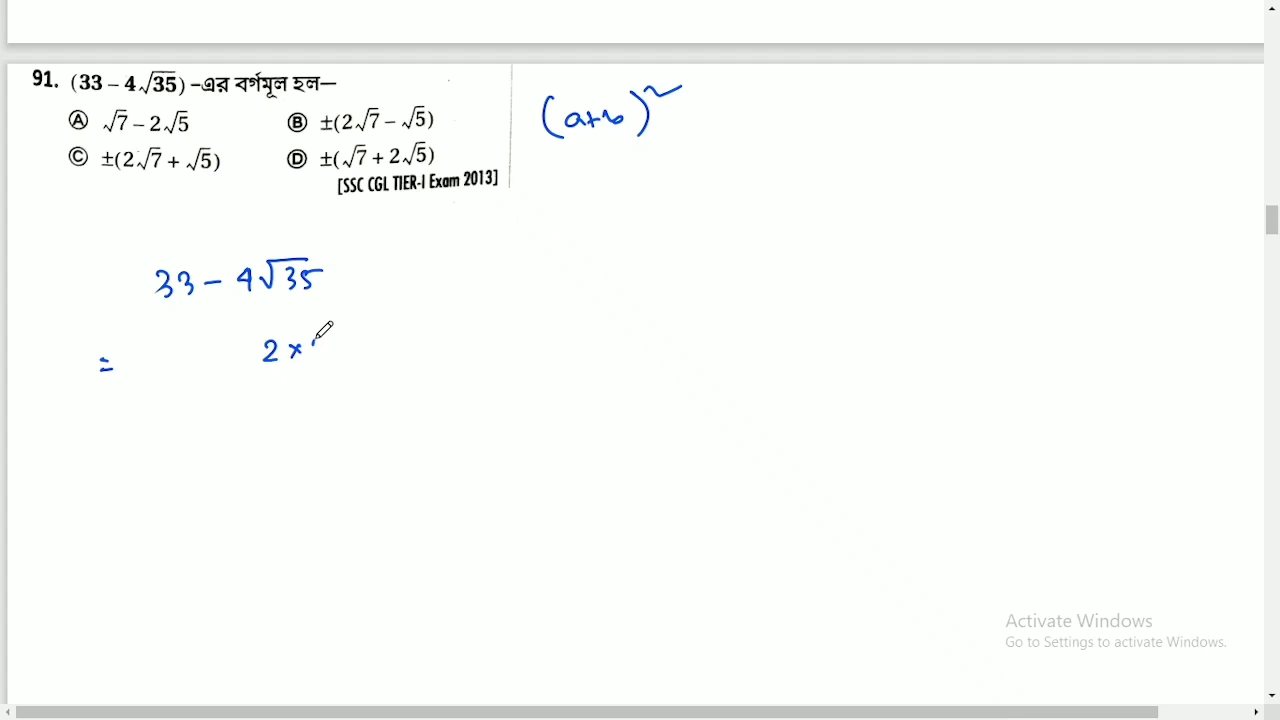 91. (33 – 4√35) –এর বর্গমূল হল—
Ⓐ √7 – 2√5 Ⓑ ±(2√7 – √5)
Ⓒ ±(2√7 + √5) Ⓓ ±(√7 + 2√5)
[SSC CGL TIER-I Exam 2013]
(a+b)²
33 – 4√35
= 2 ×
Activate Windows
Go to Settings to activate Windows.